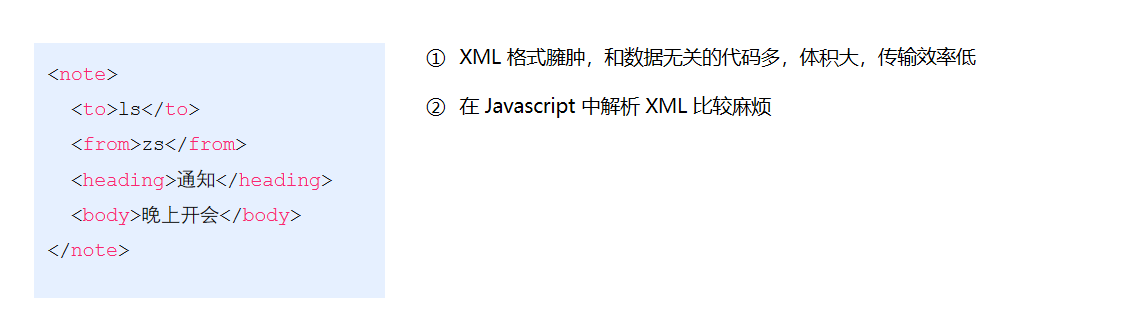 <note>
  <to>ls</to>
  <from>zs</from>
  <heading>通知</heading>
  <body>晚上开会</body>
</note>
① XML 格式臃肿，和数据无关的代码多，体积大，传输效率低
② 在 Javascript 中解析 XML 比较麻烦